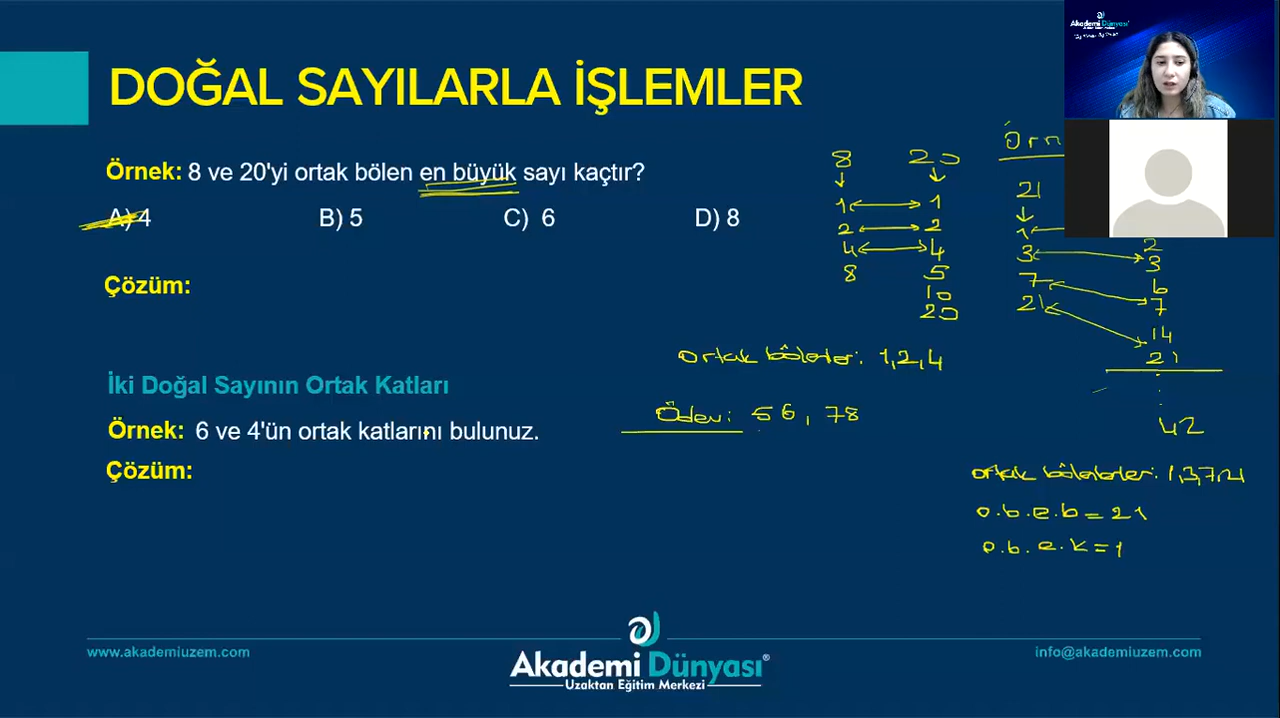 DOĞAL SAYILARLA İŞLEMLER
Örnek: 8 ve 20'yi ortak bölen en büyük sayı kaçtır?
A) 4 B) 5 C) 6 D) 8
Çözüm:
İki Doğal Sayının Ortak Katları
Örnek: 6 ve 4'ün ortak katlarını bulunuz.
Çözüm:
8 20
1 1
2 2
4 4
8 5
10
20
Ortak bölenler: 1,2,4
Ödev: 56, 78
Örn
21
1
3
7
21
2
3
6
7
14
21
42
ortak bölenleri: 1,3,7,21
o.b.e.b = 21
o.b.e.k = 1
Akademi Dünyası
www.akademiuzem.com
Akademi Dünyası®
Uzaktan Eğitim Merkezi
info@akademiuzem.com